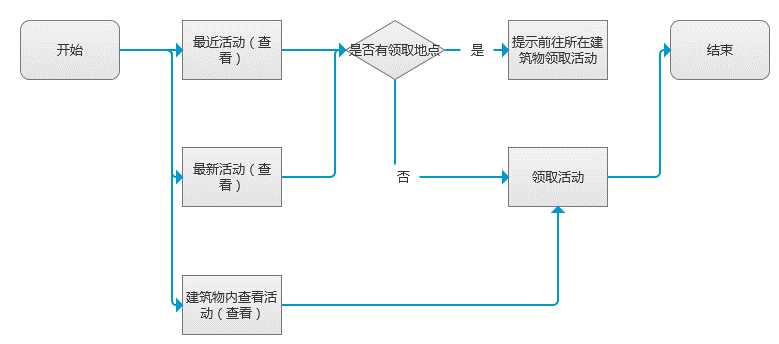 开始
最近活动（查
看）
是否有领取地点
是
提示前往所在建
筑物领取活动
结束
最新活动（查
看）
否
领取活动
建筑物内查看活
动（查看）